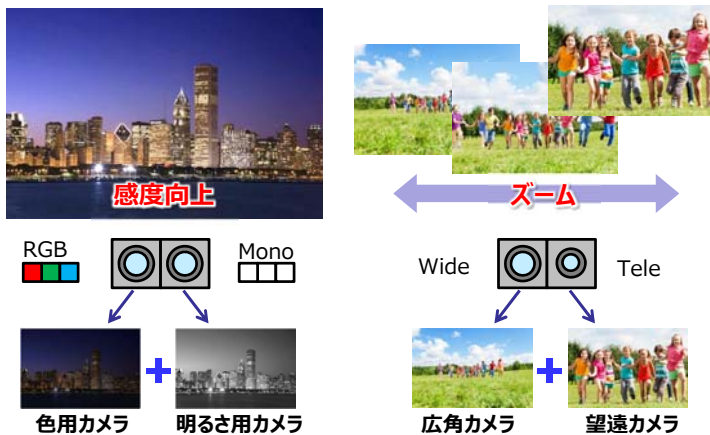 感度向上
ズーム
RGB
Mono
Wide
Tele
色用カメラ
明るさ用カメラ
広角カメラ
望遠カメラ